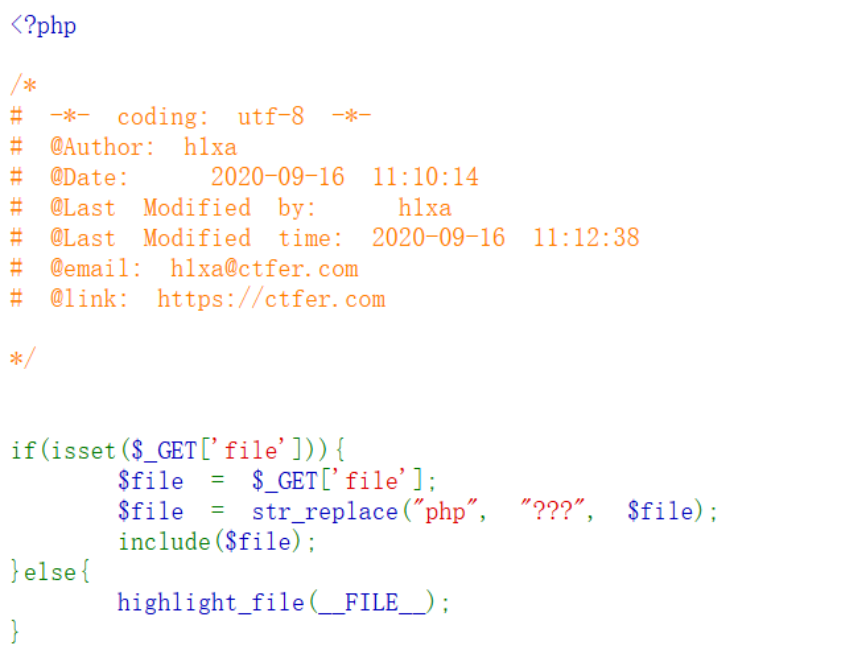 <?php
/*
# -*- coding: utf-8 -*-
# @Author: h1xa
# @Date:   2020-09-16 11:10:14
# @Last Modified by:   h1xa
# @Last Modified time: 2020-09-16 11:12:38
# @email: h1xa@ctfer.com
# @link: https://ctfer.com
*/
if(isset($_GET['file'])){
    $file = $_GET['file'];
    $file = str_replace("php", "???", $file);
    include($file);
}else{
    highlight_file(__FILE__);
}